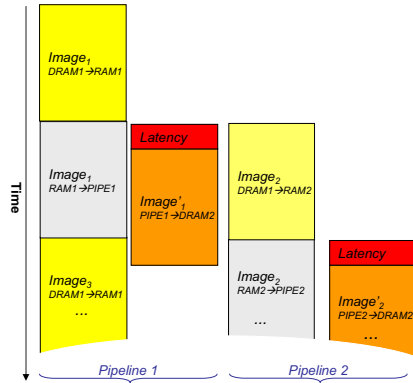 Image₁
DRAM1→RAM1
Image₁
RAM1→PIPE1
Latency
Image'₁
PIPE1→DRAM2
Image₂
DRAM1→RAM2
Image₃
DRAM1→RAM1
...
Image₂
RAM2→PIPE2
...
Latency
Image'₂
PIPE2→DRAM2
...
Time
Pipeline 1
Pipeline 2